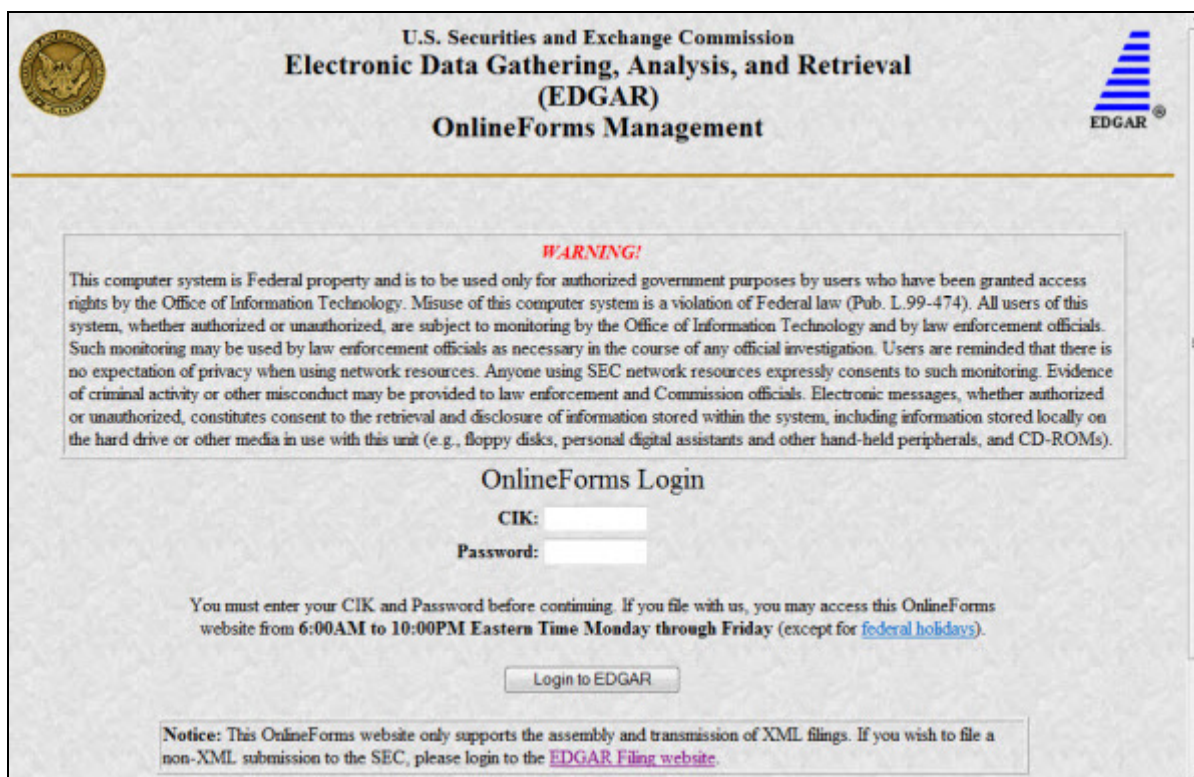 U.S. Securities and Exchange Commission
Electronic Data Gathering, Analysis, and Retrieval
(EDGAR)
OnlineForms Management
EDGAR ®
WARNING!
This computer system is Federal property and is to be used only for authorized government purposes by users who have been granted access
rights by the Office of Information Technology. Misuse of this computer system is a violation of Federal law (Pub. L.99-474). All users of this
system, whether authorized or unauthorized, are subject to monitoring by the Office of Information Technology and by law enforcement officials.
Such monitoring may be used by law enforcement officials as necessary in the course of any official investigation. Users are reminded that there is
no expectation of privacy when using network resources. Anyone using SEC network resources expressly consents to such monitoring. Evidence
of criminal activity or other misconduct may be provided to law enforcement and Commission officials. Electronic messages, whether authorized
or unauthorized, constitutes consent to the retrieval and disclosure of information stored within the system, including information stored locally on
the hard drive or other media in use with this unit (e.g., floppy disks, personal digital assistants and other hand-held peripherals, and CD-ROMs).
OnlineForms Login
CIK:
Password:
You must enter your CIK and Password before continuing. If you file with us, you may access this OnlineForms
website from 6:00AM to 10:00PM Eastern Time Monday through Friday (except for federal holidays).
Login to EDGAR
Notice: This OnlineForms website only supports the assembly and transmission of XML filings. If you wish to file a
non-XML submission to the SEC, please login to the EDGAR Filing website.